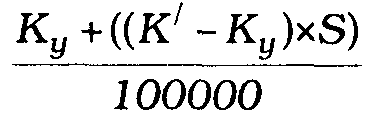 K_y + ((K' - K_y)×S)
100000